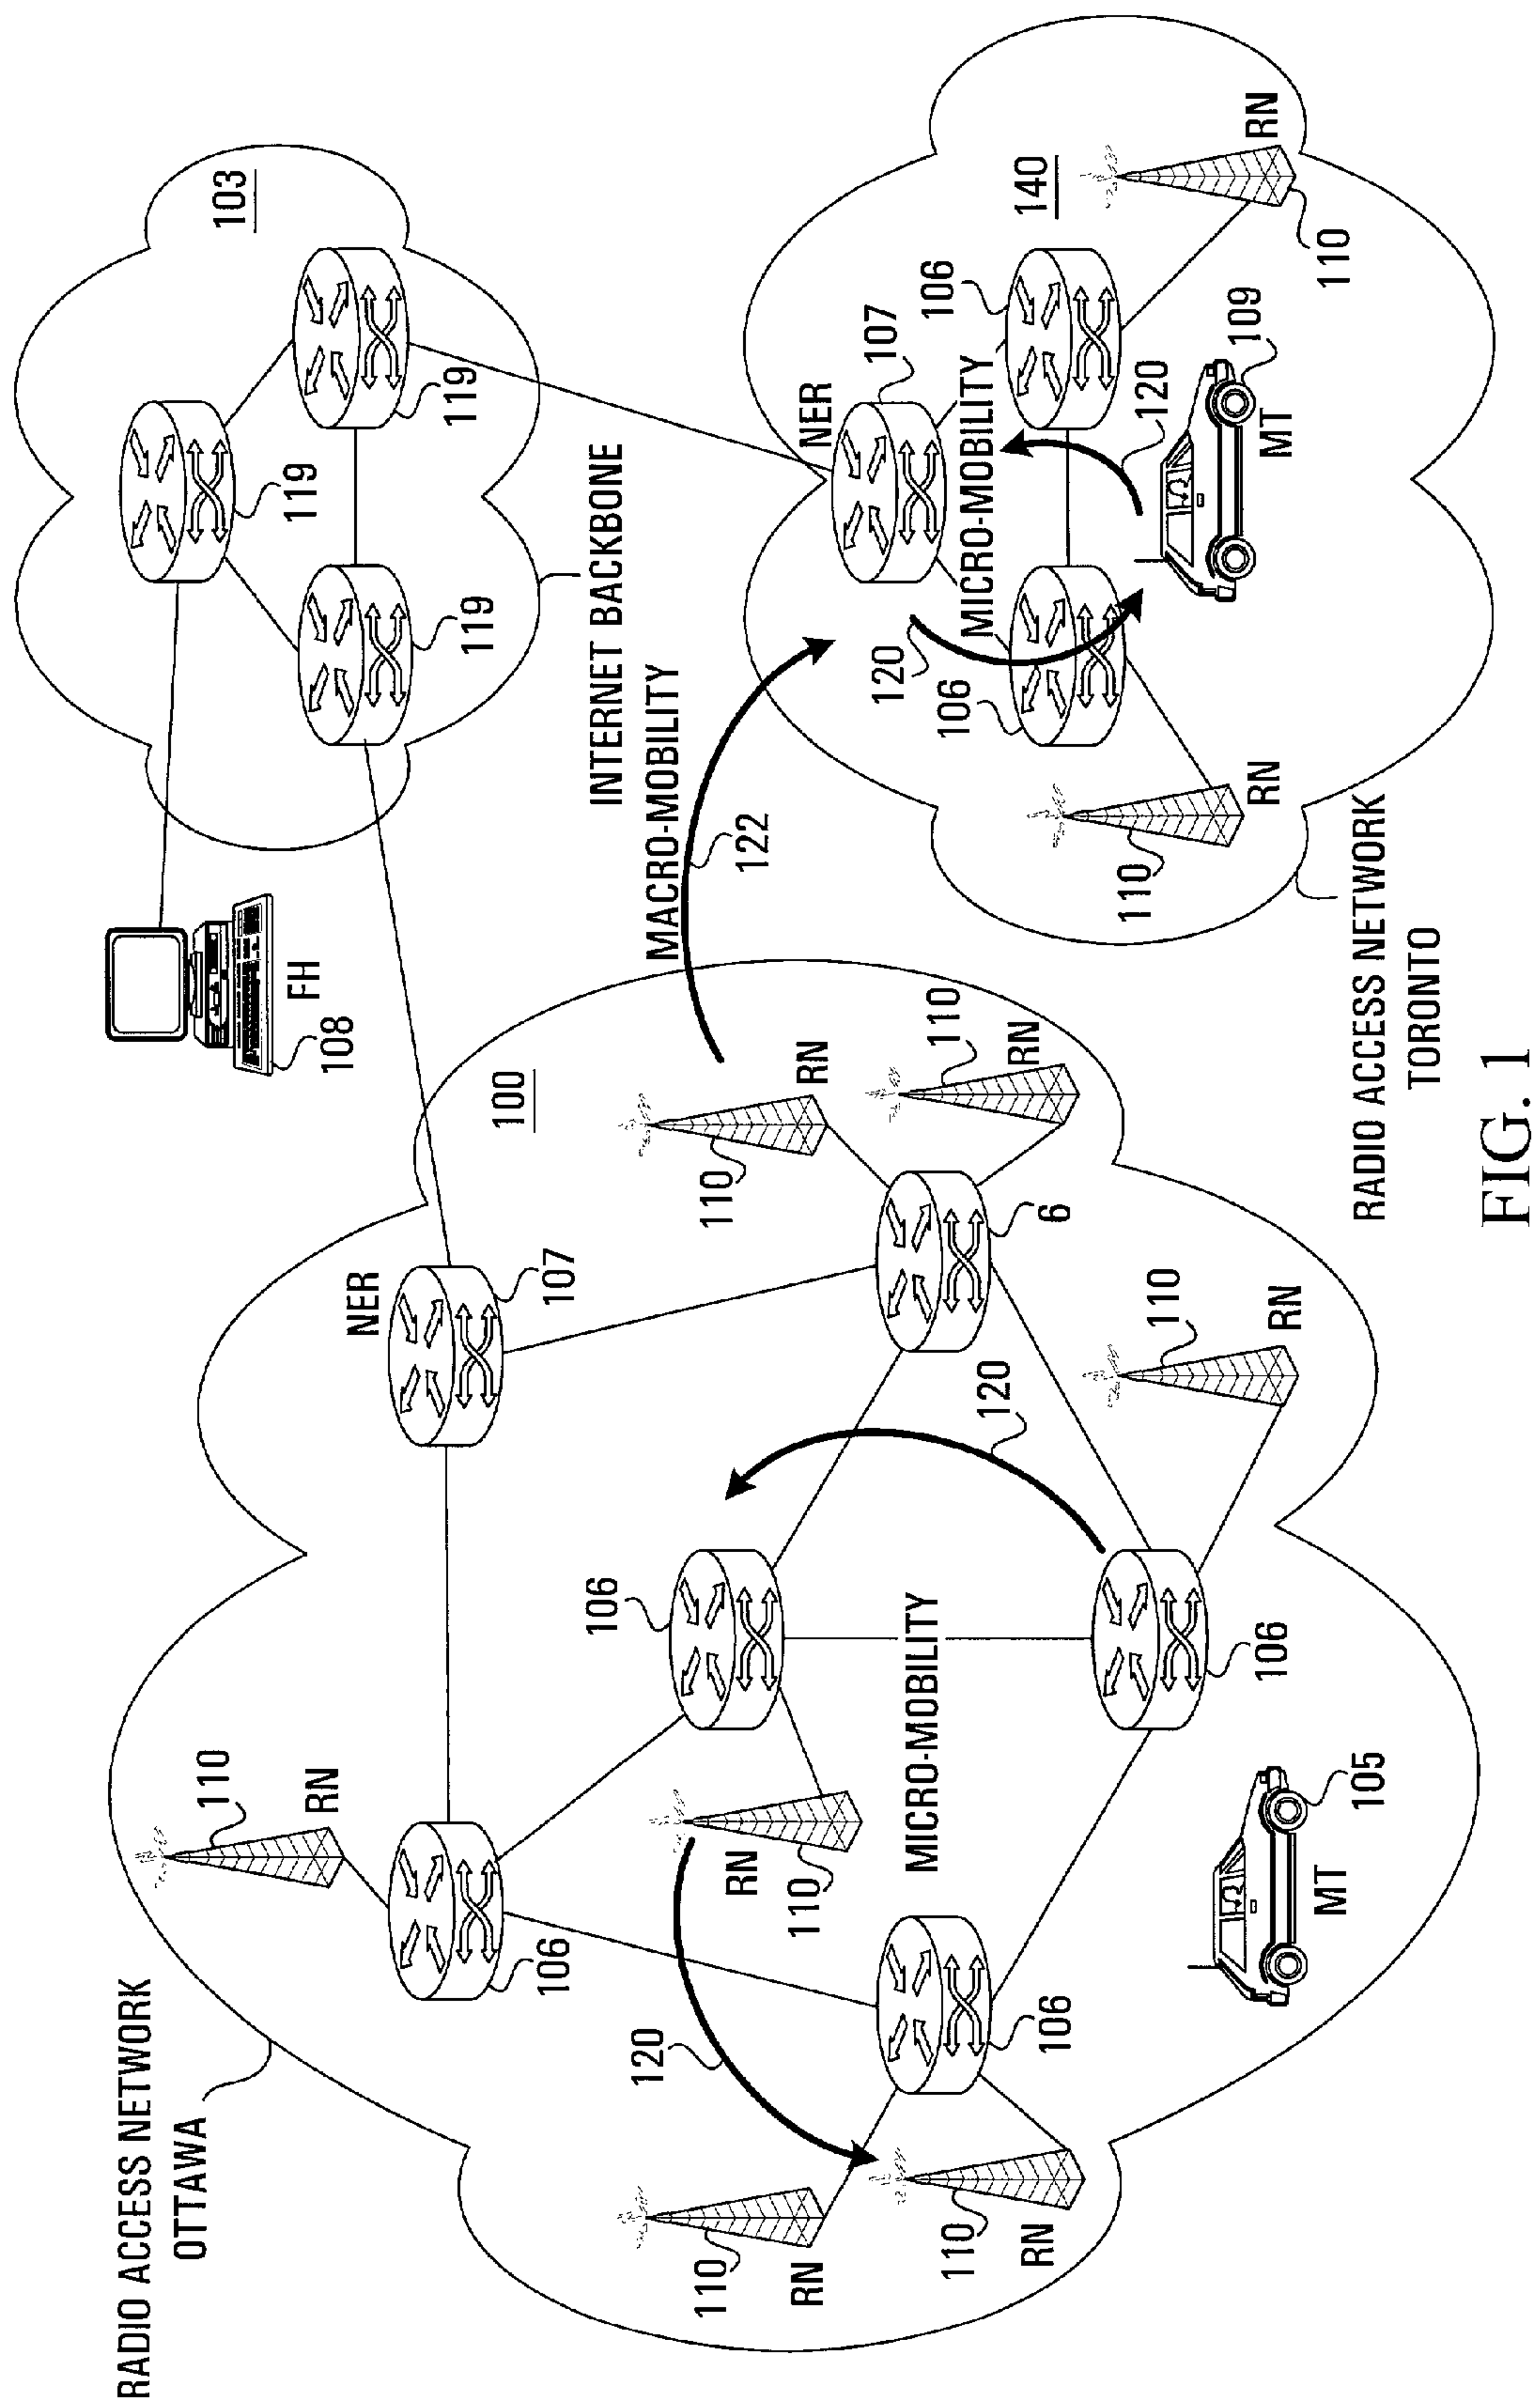 RADIO ACCESS NETWORK
OTTAWA
110
RN
106
NER
107
100
106
RN
110
120
110
RN
110
RN
106
MICRO-MOBILITY
120
106
6
110
RN
110
RN
110
RN
105
MT
108
FH
103
119
119
119
INTERNET BACKBONE
MACRO-MOBILITY
122
140
NER
107
106
MICRO-MOBILITY
120
106
120
109
MT
110
RN
110
RN
RADIO ACCESS NETWORK
TORONTO
FIG. 1